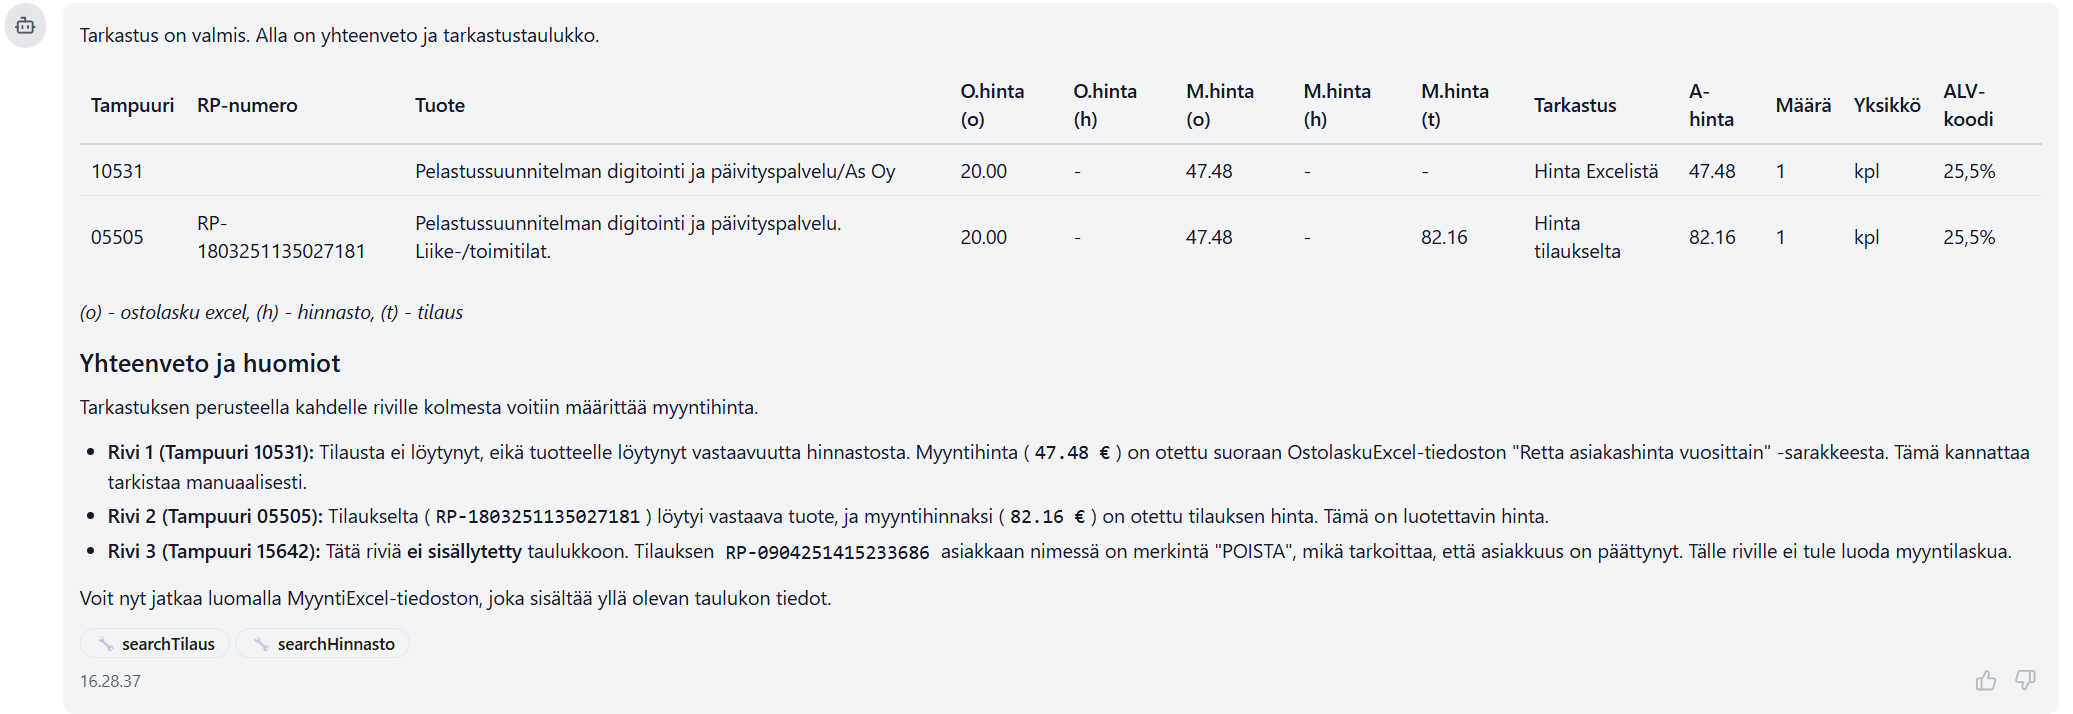 Tarkastus on valmis. Alla on yhteenveto ja tarkastustaulukko.
Tampuuri RP-numero Tuote O.hinta (o) O.hinta (h) M.hinta (o) M.hinta (h) M.hinta (t) Tarkastus A-hinta Määrä Yksikkö ALV-koodi
10531 Pelastussuunnitelman digitointi ja päivityspalvelu/As Oy 20.00 - 47.48 - - Hinta Excelistä 47.48 1 kpl 25,5%
05505 RP-1803251135027181 Pelastussuunnitelman digitointi ja päivityspalvelu. Liike-/toimitilat. 20.00 - 47.48 - 82.16 Hinta tilaukselta 82.16 1 kpl 25,5%
(o) - ostolasku excel, (h) - hinnasto, (t) - tilaus
Yhteenveto ja huomiot
Tarkastuksen perusteella kahdelle riville kolmesta voitiin määrittää myyntihinta.
• Rivi 1 (Tampuuri 10531): Tilausta ei löytynyt, eikä tuotteelle löytynyt vastaavuutta hinnastosta. Myyntihinta ( 47.48 € ) on otettu suoraan OstolaskuExcel-tiedoston "Retta asiakashinta vuosittain" -sarakkeesta. Tämä kannattaa
tarkistaa manuaalisesti.
• Rivi 2 (Tampuuri 05505): Tilaukselta ( RP-1803251135027181 ) löytyi vastaava tuote, ja myyntihinnaksi ( 82.16 € ) on otettu tilauksen hinta. Tämä on luotettavin hinta.
• Rivi 3 (Tampuuri 15642): Tätä riviä ei sisällytetty taulukkoon. Tilauksen RP-0904251415233686 asiakkaan nimessä on merkintä "POISTA", mikä tarkoittaa, että asiakkuus on päättynyt. Tälle riville ei tule luoda myyntilaskua.
Voit nyt jatkaa luomalla MyyntiExcel-tiedoston, joka sisältää yllä olevan taulukon tiedot.
searchTilaus searchHinnasto
16.28.37